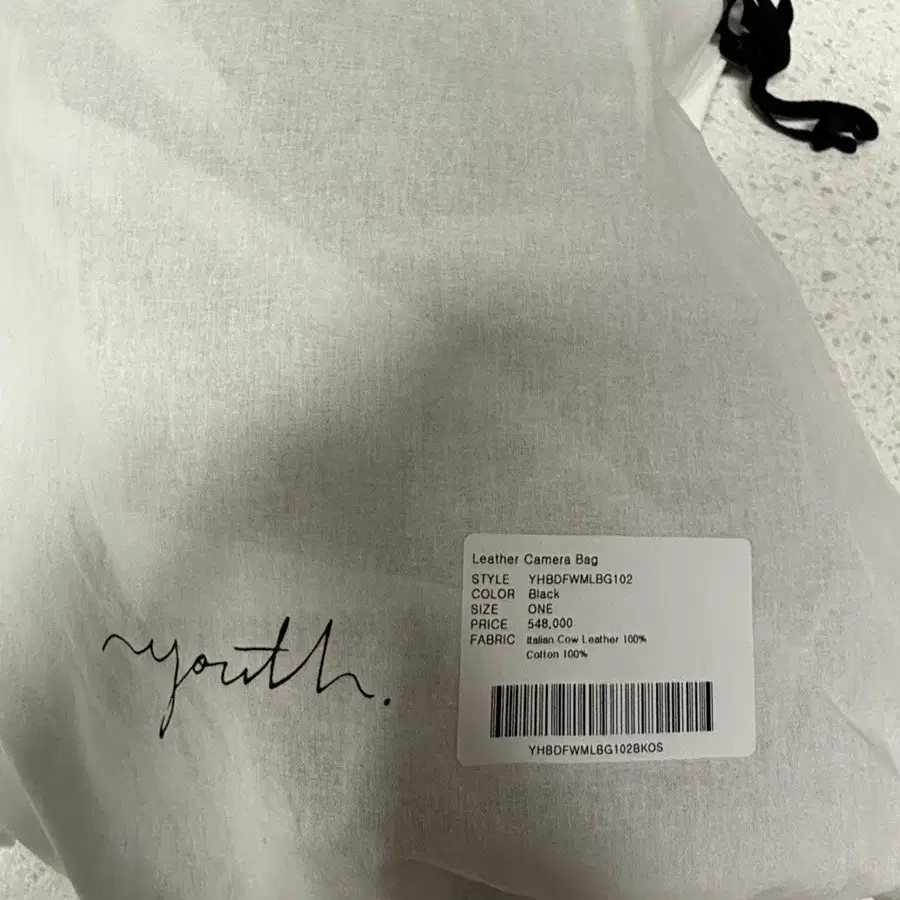 youth.
Leather Camera Bag
STYLE YHBDFWMLBG102
COLOR Black
SIZE ONE
PRICE 548,000
FABRIC Italian Cow Leather 100%
Cotton 100%
YHBDFWMLBG102BKOS